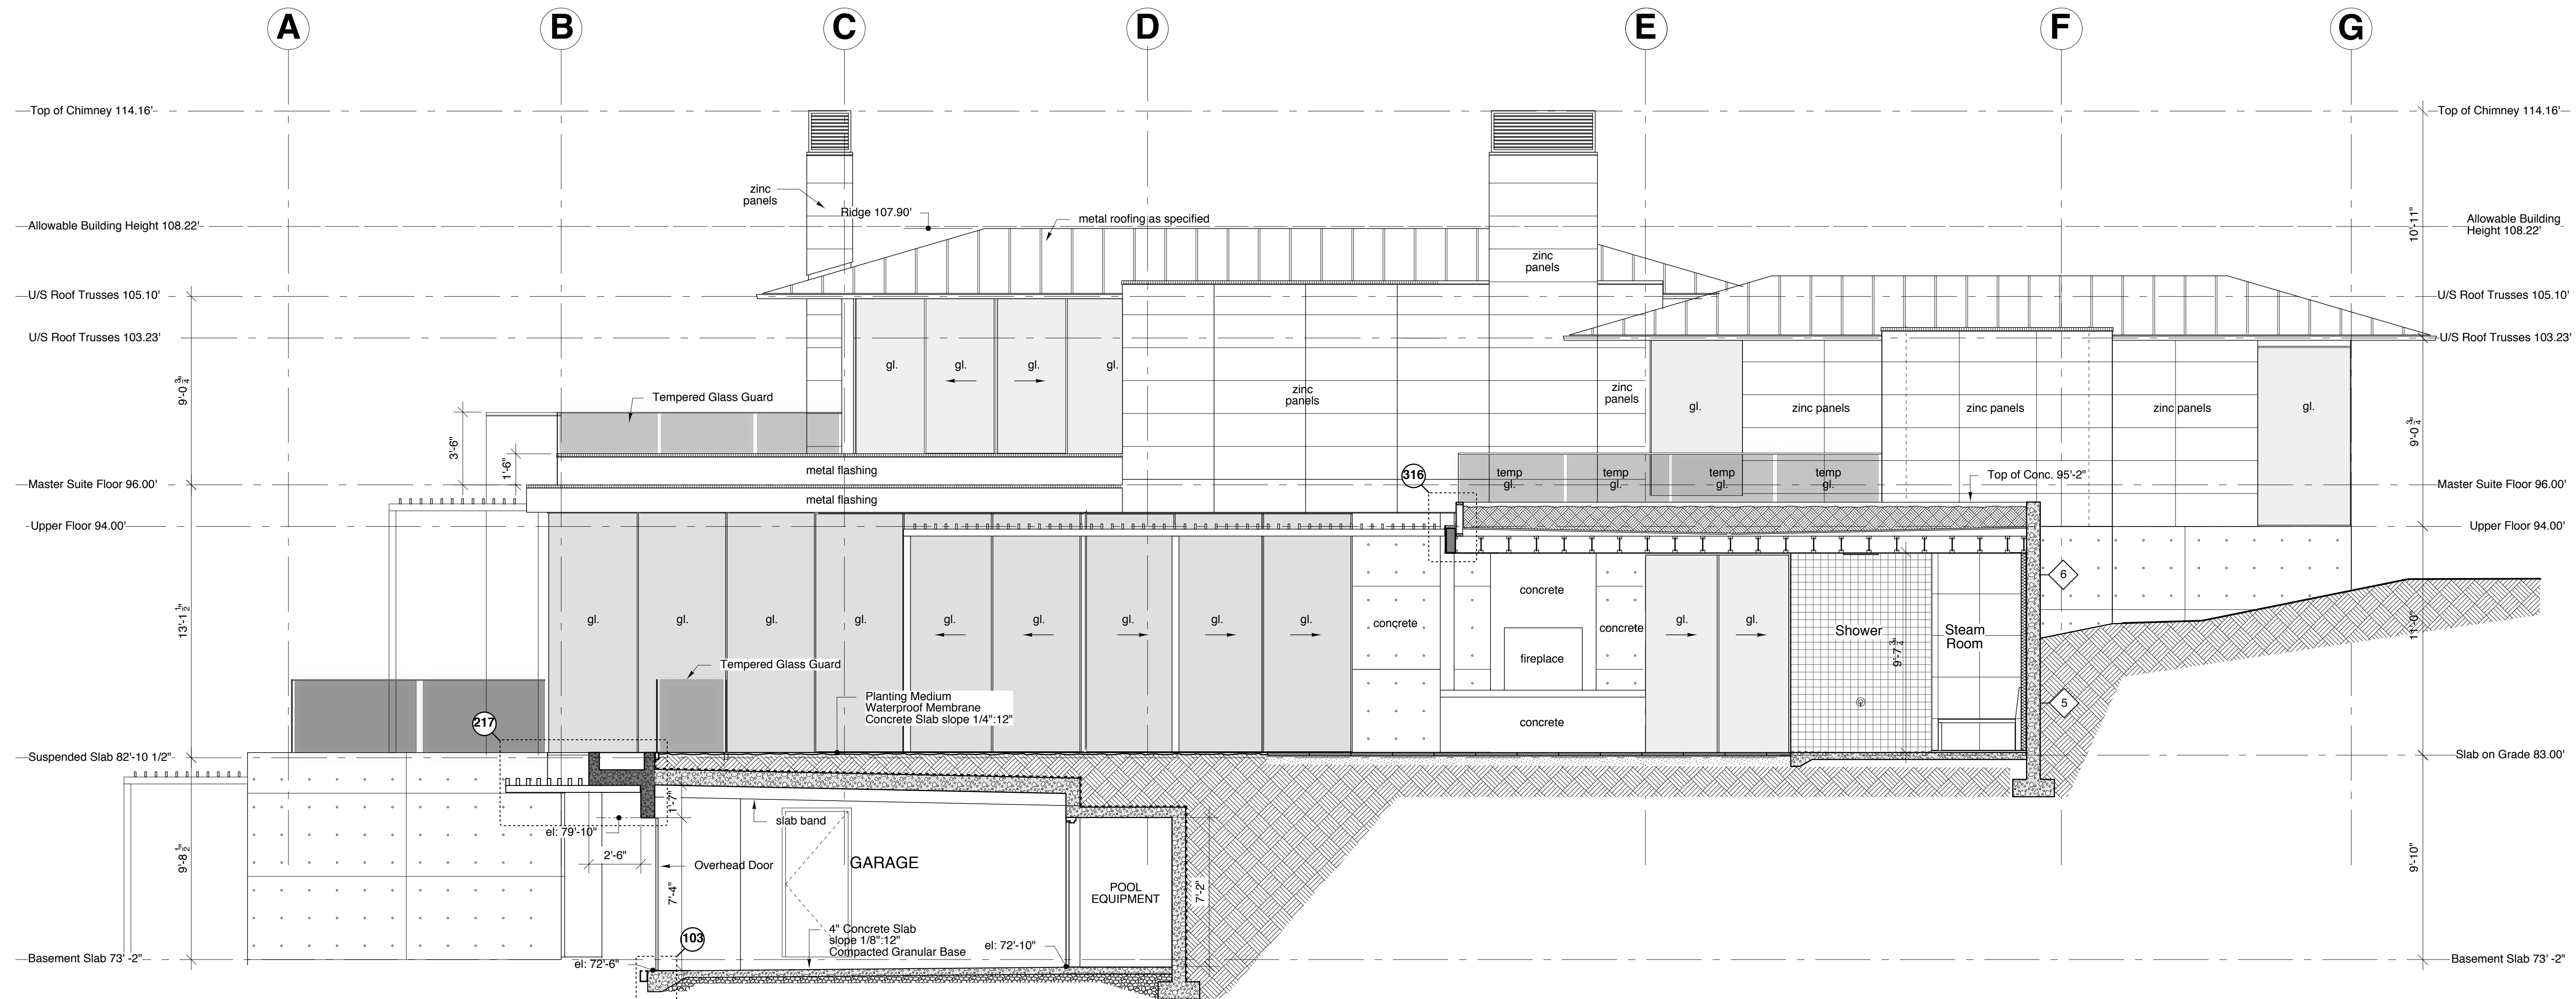 A B C D E F G
Top of Chimney 114.16'
Top of Chimney 114.16'
zinc
panels
Ridge 107.90'
metal roofing as specified
Allowable Building Height 108.22'
Allowable Building
Height 108.22'
10'-11"
zinc
panels
U/S Roof Trusses 105.10'
U/S Roof Trusses 105.10'
U/S Roof Trusses 103.23'
U/S Roof Trusses 103.23'
9'-0 3/4"
gl.
gl.
gl.
gl.
zinc
panels
zinc
panels
gl.
zinc panels
zinc panels
zinc panels
gl.
9'-0 3/4"
Tempered Glass Guard
3'-6"
1'-6"
metal flashing
metal flashing
316
temp
gl.
temp
gl.
temp
gl.
temp
gl.
Top of Conc. 95'-2"
Master Suite Floor 96.00'
Master Suite Floor 96.00'
Upper Floor 94.00'
Upper Floor 94.00'
13'-1 1/2"
gl.
gl.
gl.
gl.
gl.
gl.
gl.
gl.
gl.
concrete
concrete
fireplace
concrete
concrete
gl.
gl.
Shower
9'-7 3/4"
Steam
Room
6
5
11'-0"
Tempered Glass Guard
Planting Medium
Waterproof Membrane
Concrete Slab slope 1/4":12"
217
Suspended Slab 82'-10 1/2"
Slab on Grade 83.00'
1'-2"
el: 79'-10"
slab band
2'-6"
Overhead Door
GARAGE
7'-4"
POOL
EQUIPMENT
7'-2"
9'-8 1/2"
9'-10"
4" Concrete Slab
slope 1/8":12"
Compacted Granular Base
103
el: 72'-10"
el: 72'-6"
Basement Slab 73' -2"
Basement Slab 73' -2"